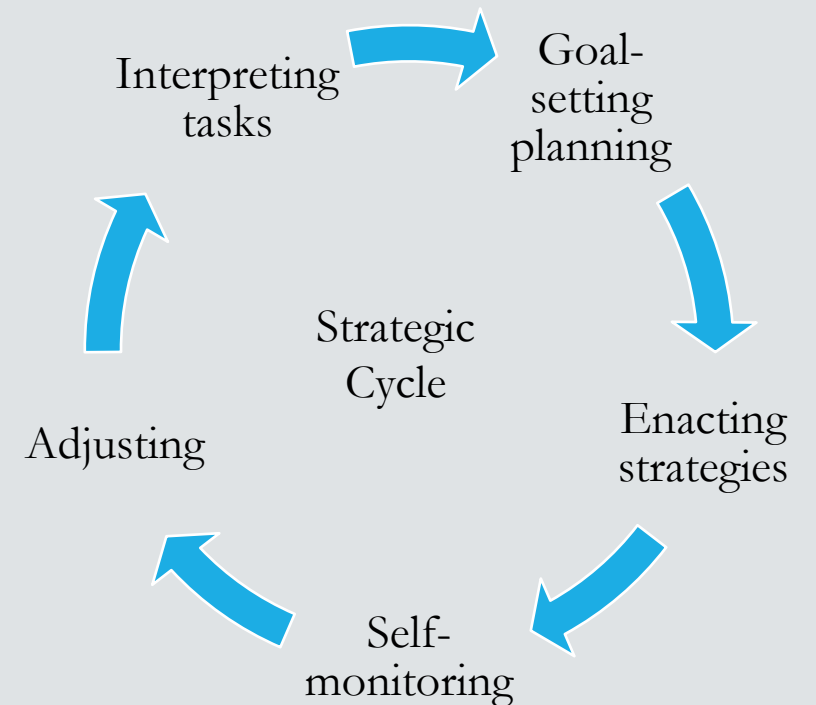 Interpreting
tasks
Goal-
setting
planning
Enacting
strategies
Self-
monitoring
Adjusting
Strategic
Cycle